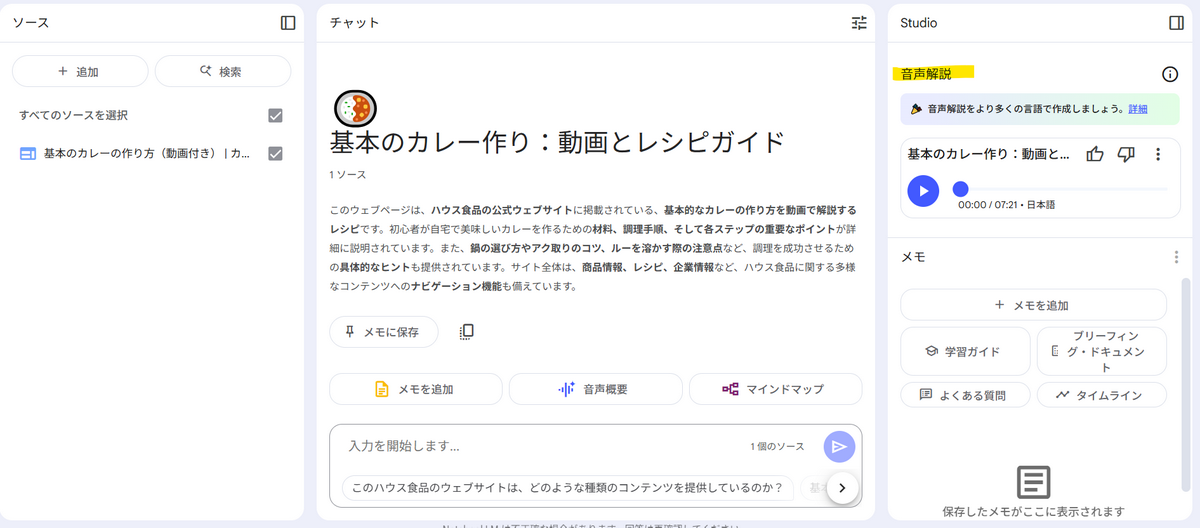 ソース
追加
検索
すべてのソースを選択
基本のカレーの作り方（動画付き） | カ...
チャット
基本のカレー作り：動画とレシピガイド
1 ソース
このウェブページは、ハウス食品の公式ウェブサイトに掲載されている、基本的なカレーの作り方を動画で解説する
レシピです。初心者が自宅で美味しいカレーを作るための材料、調理手順、そして各ステップの重要なポイントが詳
細に説明されています。また、鍋の選び方やアク取りのコツ、ルーを溶かす際の注意点など、調理を成功させるため
の具体的なヒントも提供されています。サイト全体は、商品情報、レシピ、企業情報など、ハウス食品に関する多様
なコンテンツへのナビゲーション機能も備えています。
メモに保存
メモを追加
音声概要
マインドマップ
入力を開始します...
1 個のソース
このハウス食品のウェブサイトは、どのような種類のコンテンツを提供しているのか？
基本
Studio
音声解説
音声解説をより多くの言語で作成しましょう。詳細
基本のカレー作り：動画と...
00:00 / 07:21 • 日本語
メモ
メモを追加
学習ガイド
ブリーフィン
グ・ドキュメン
ト
よくある質問
タイムライン
保存したメモがここに表示されます